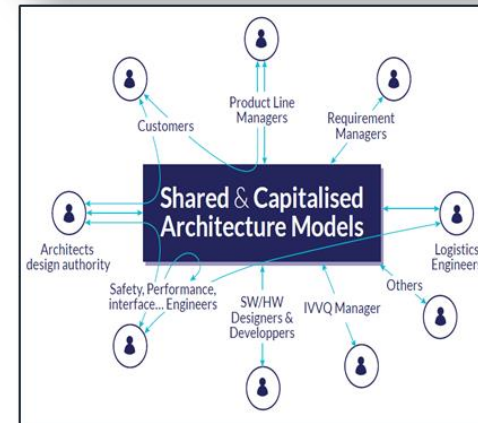 Product Line
Managers
Customers
Requirement
Managers
Shared & Capitalised
Architecture Models
Architects
design authority
Logistics
Engineers
Safety, Performance,
interface... Engineers
SW/HW
Designers &
Developpers
IVVQ Manager
Others